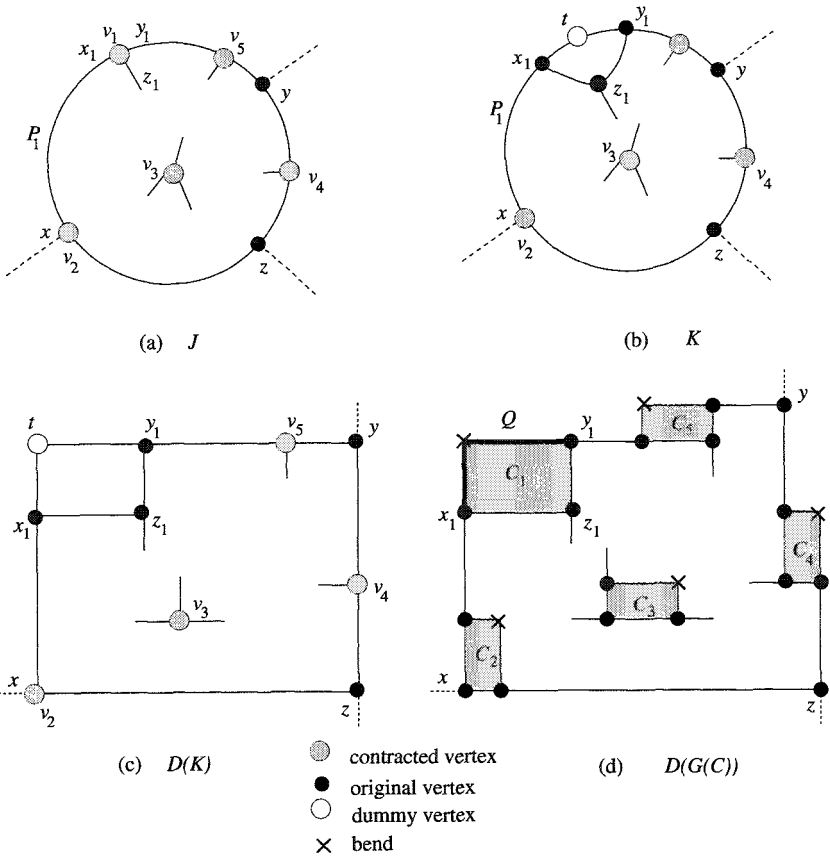 v1 y1
x1
v5
z1
y
P1
v3
v4
x
v2
z
(a) J
t
y1
x1
z1
y
P1
v3
v4
x
v2
z
(b) K
t
y1
v5
y
x1
z1
v4
v3
x
v2
z
(c) D(K)
Q
y
y1
C5
C1
x1
z1
C4
C3
C2
x
z
(d) D(G(C))
contracted vertex
original vertex
dummy vertex
bend